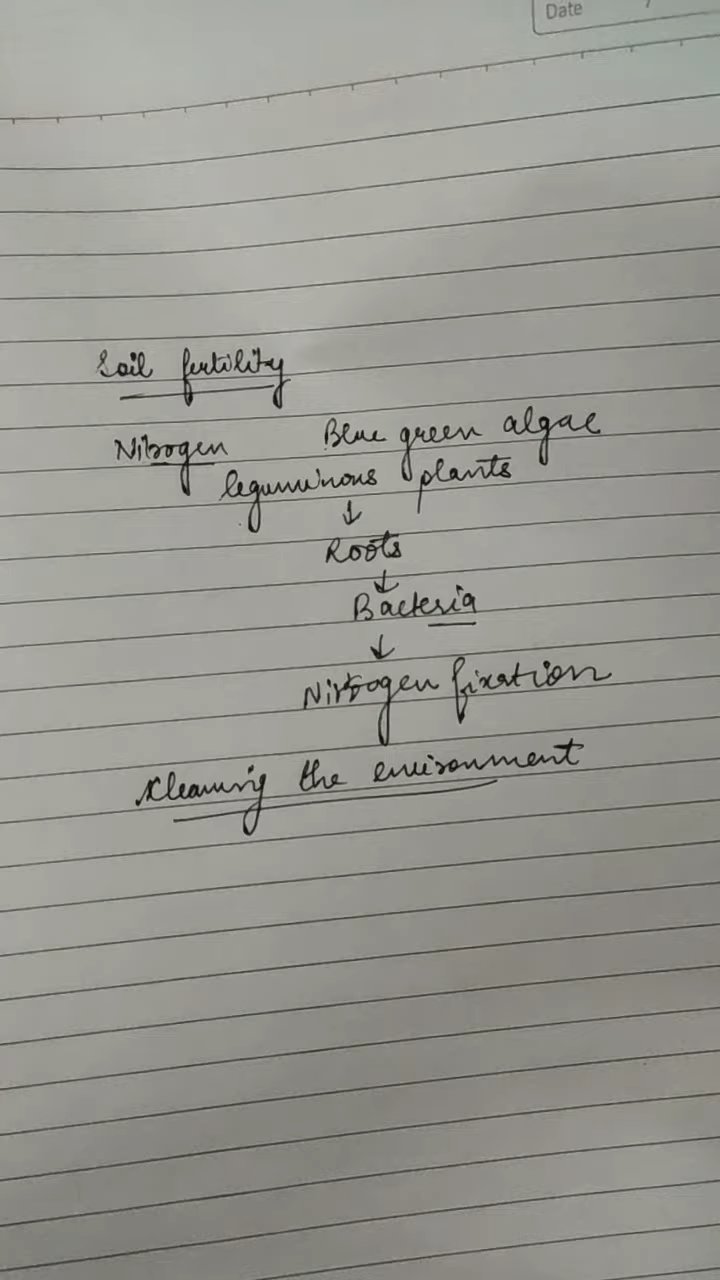 Date
Soil fertility
Nitrogen Blue green algae
leguminous plants
↓
Roots
↓
Bacteria
↓
Nitrogen fixation
Cleaning the environment